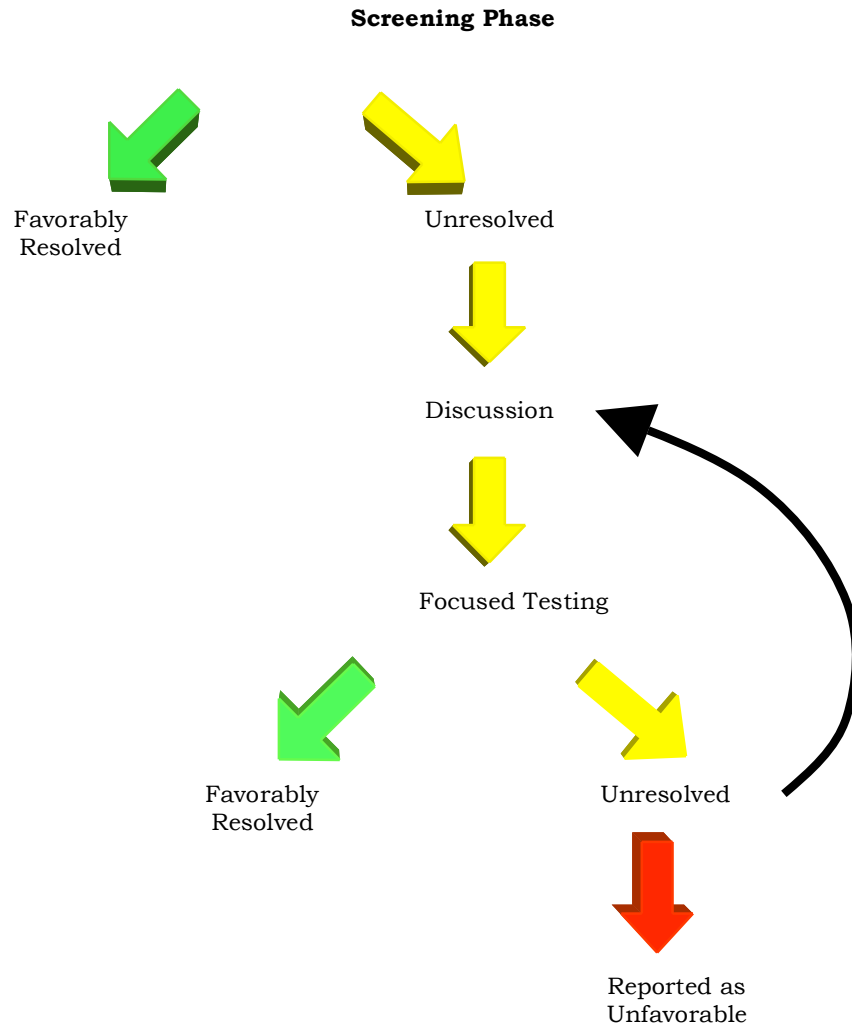 Screening Phase
Favorably
Resolved
Unresolved
Discussion
Focused Testing
Favorably
Resolved
Unresolved
Reported as
Unfavorable